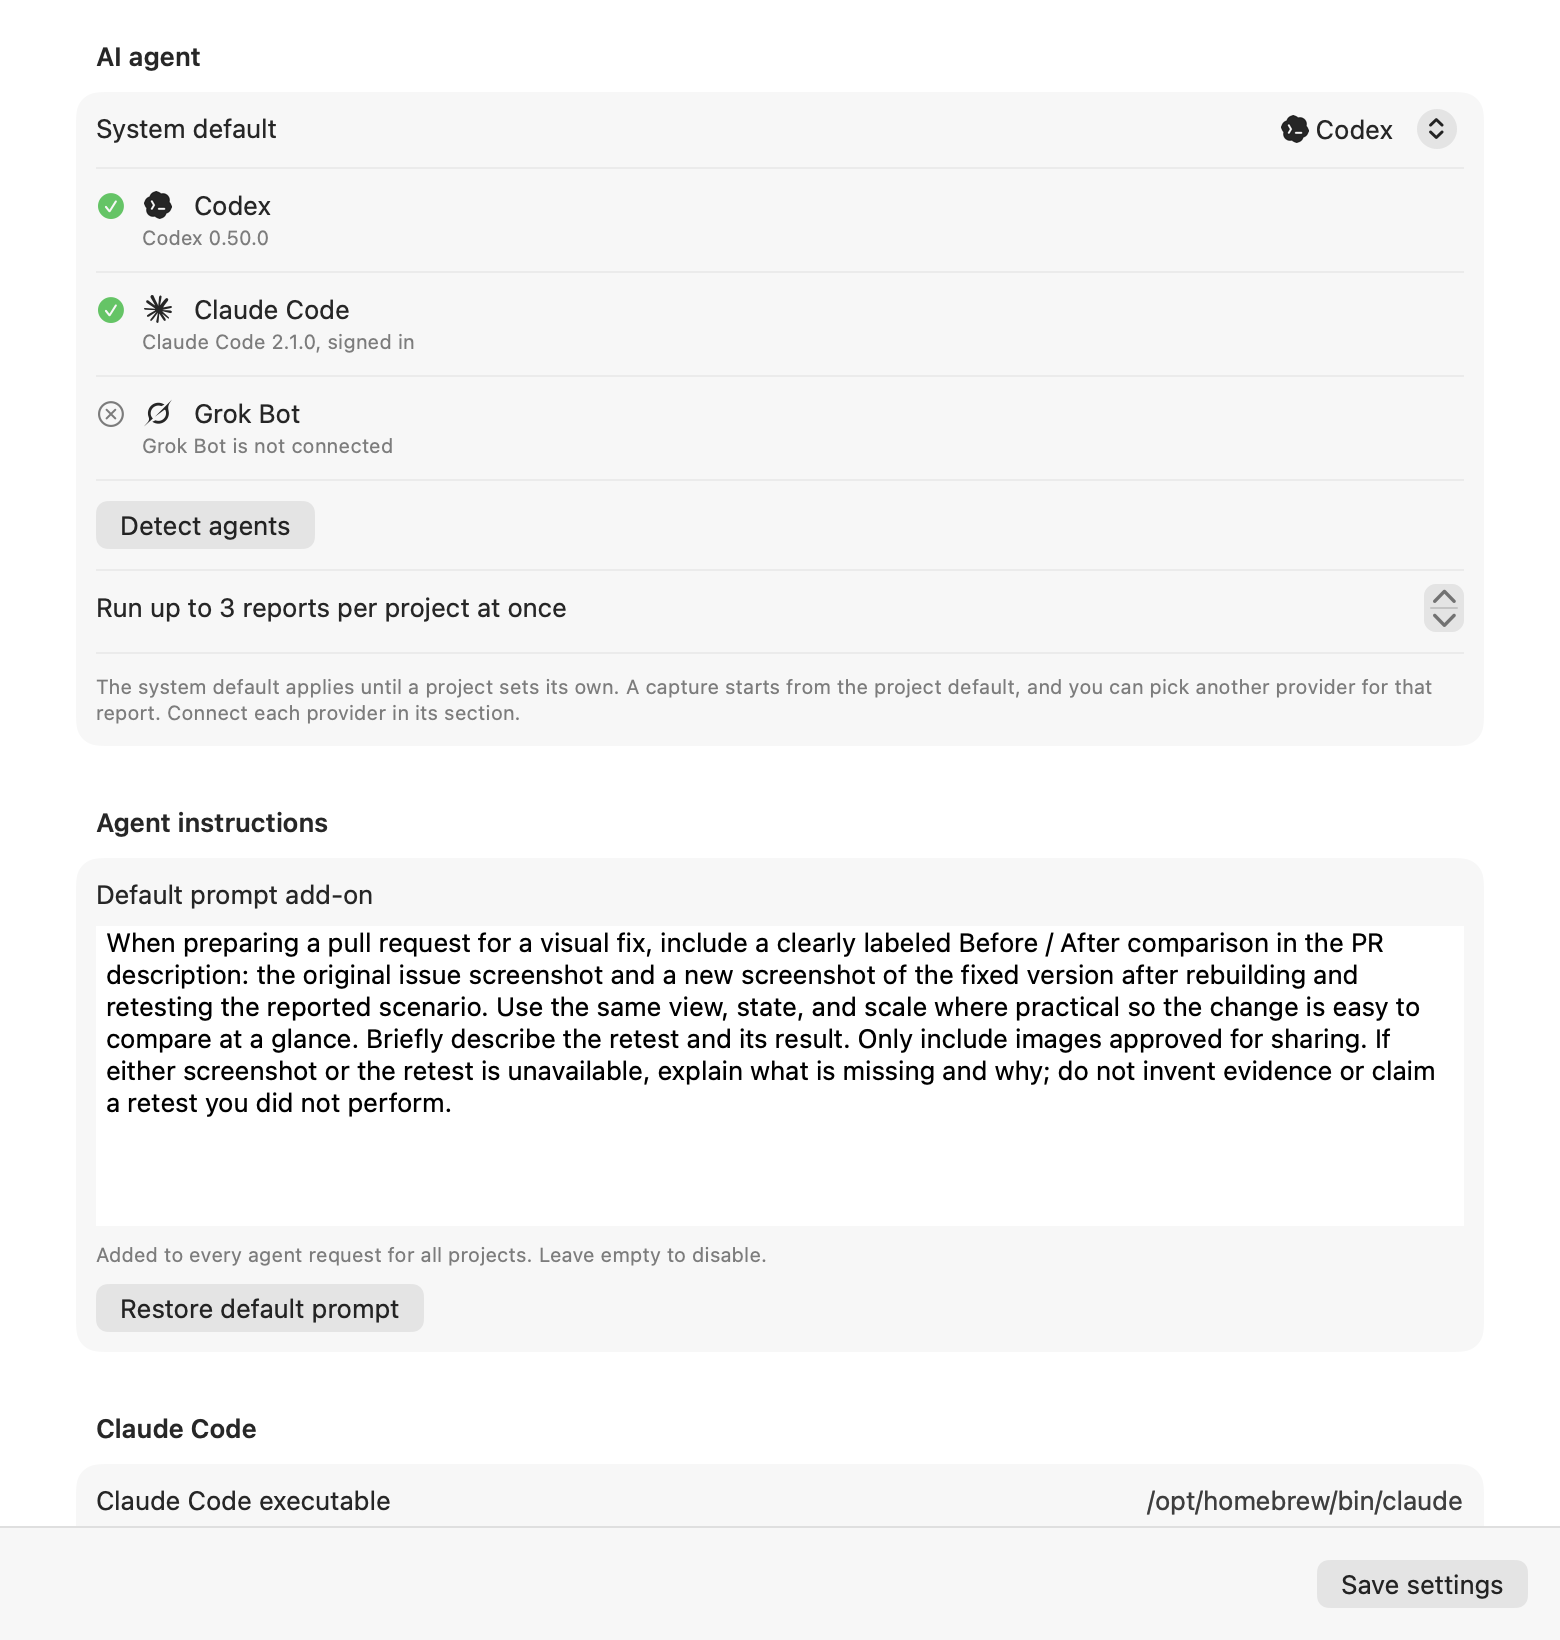 AI agent
System default
Codex
Codex
Codex 0.50.0
Claude Code
Claude Code 2.1.0, signed in
Grok Bot
Grok Bot is not connected
Detect agents
Run up to 3 reports per project at once
The system default applies until a project sets its own. A capture starts from the project default, and you can pick another provider for that
report. Connect each provider in its section.
Agent instructions
Default prompt add-on
When preparing a pull request for a visual fix, include a clearly labeled Before / After comparison in the PR
description: the original issue screenshot and a new screenshot of the fixed version after rebuilding and
retesting the reported scenario. Use the same view, state, and scale where practical so the change is easy to
compare at a glance. Briefly describe the retest and its result. Only include images approved for sharing. If
either screenshot or the retest is unavailable, explain what is missing and why; do not invent evidence or claim
a retest you did not perform.
Added to every agent request for all projects. Leave empty to disable.
Restore default prompt
Claude Code
Claude Code executable
/opt/homebrew/bin/claude
Save settings